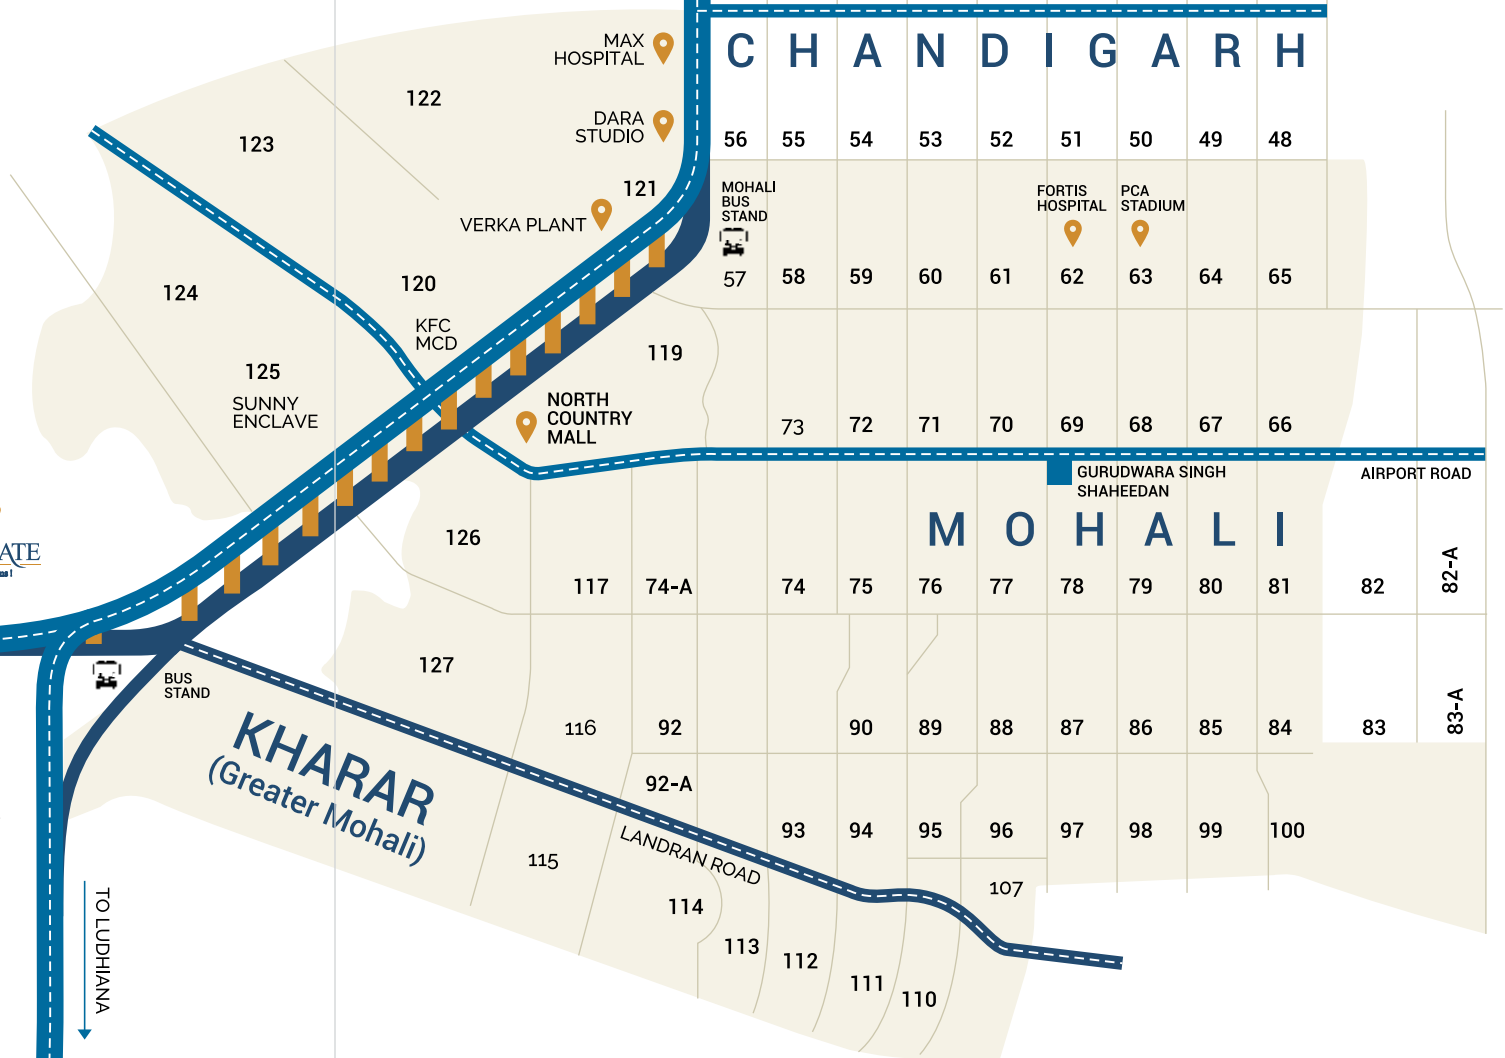 MAX
HOSPITAL
C H A N D I G A R H
122
DARA
STUDIO
123
56 55 54 53 52 51 50 49 48
121
MOHALI
BUS
STAND
FORTIS
HOSPITAL
PCA
STADIUM
VERKA PLANT
57 58 59 60 61 62 63 64 65
124
120
KFC
MCD
119
125
SUNNY
ENCLAVE
NORTH
COUNTRY
MALL
73 72 71 70 69 68 67 66
GURUDWARA SINGH
SHAHEEDAN
AIRPORT ROAD
M O H A L I
126
ATE
117 74-A 74 75 76 77 78 79 80 81 82 82-A
127
BUS
STAND
116 92 90 89 88 87 86 85 84 83 83-A
KHARAR
(Greater Mohali)
92-A
93 94 95 96 97 98 99 100
LANDRAN ROAD
115
107
114
113
112
111
110
TO LUDHIANA